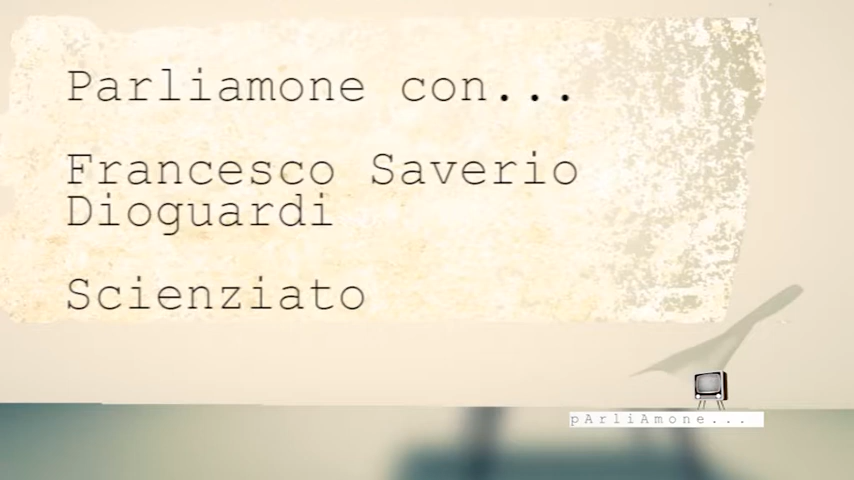 Parliamone con...
Francesco Saverio
Dioguardi
Scienziato
pArliAmone...